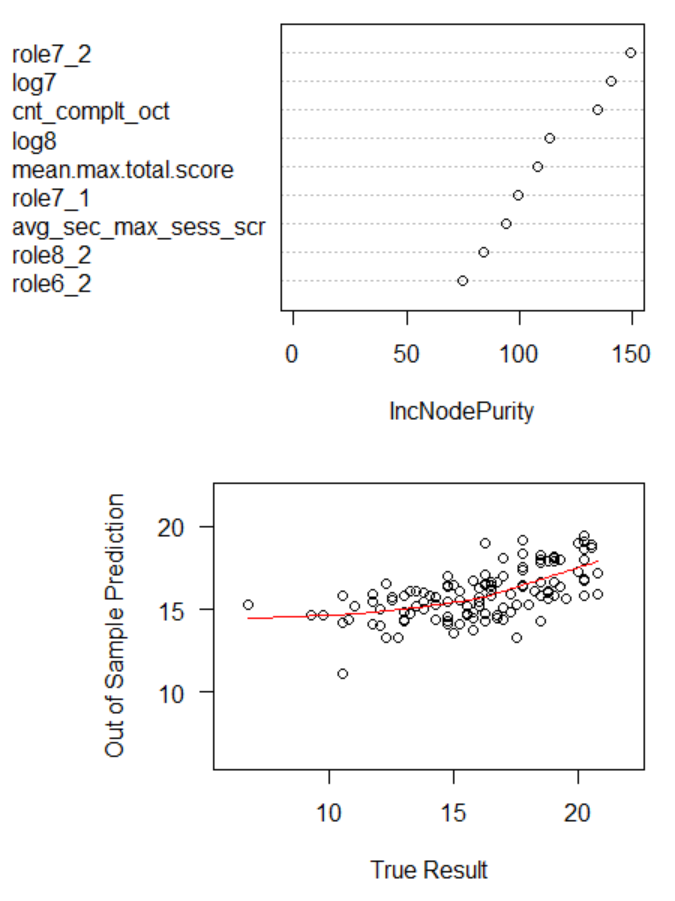 role7_2
log7
cnt_complt_oct
log8
mean.max.total.score
role7_1
avg_sec_max_sess_scr
role8_2
role6_2
0 50 100 150
IncNodePurity
Out of Sample Prediction
20
15
10
10 15 20
True Result